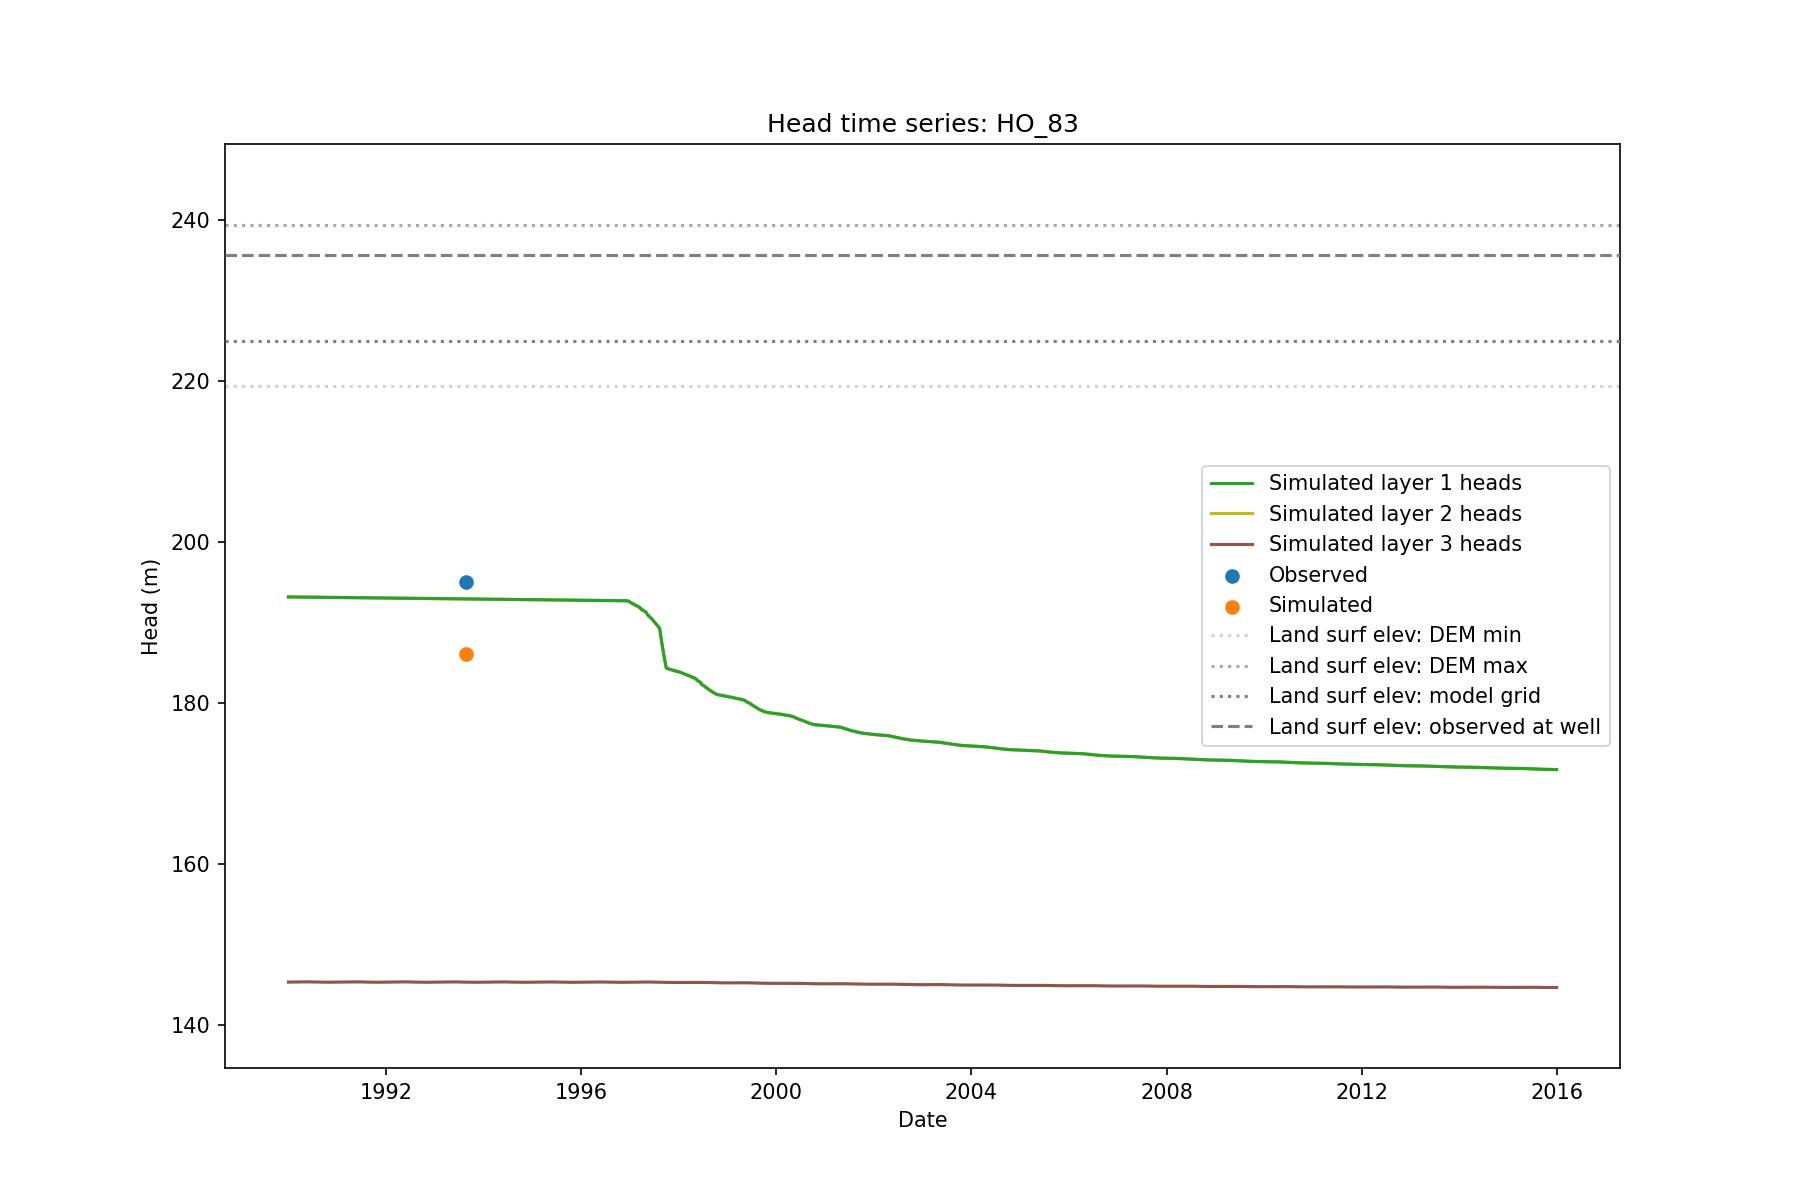 Head time series: HO_83
240
220
200
180
160
140
Head (m)
Simulated layer 1 heads
Simulated layer 2 heads
Simulated layer 3 heads
Observed
Simulated
Land surf elev: DEM min
Land surf elev: DEM max
Land surf elev: model grid
Land surf elev: observed at well
1992 1996 2000 2004 2008 2012 2016
Date